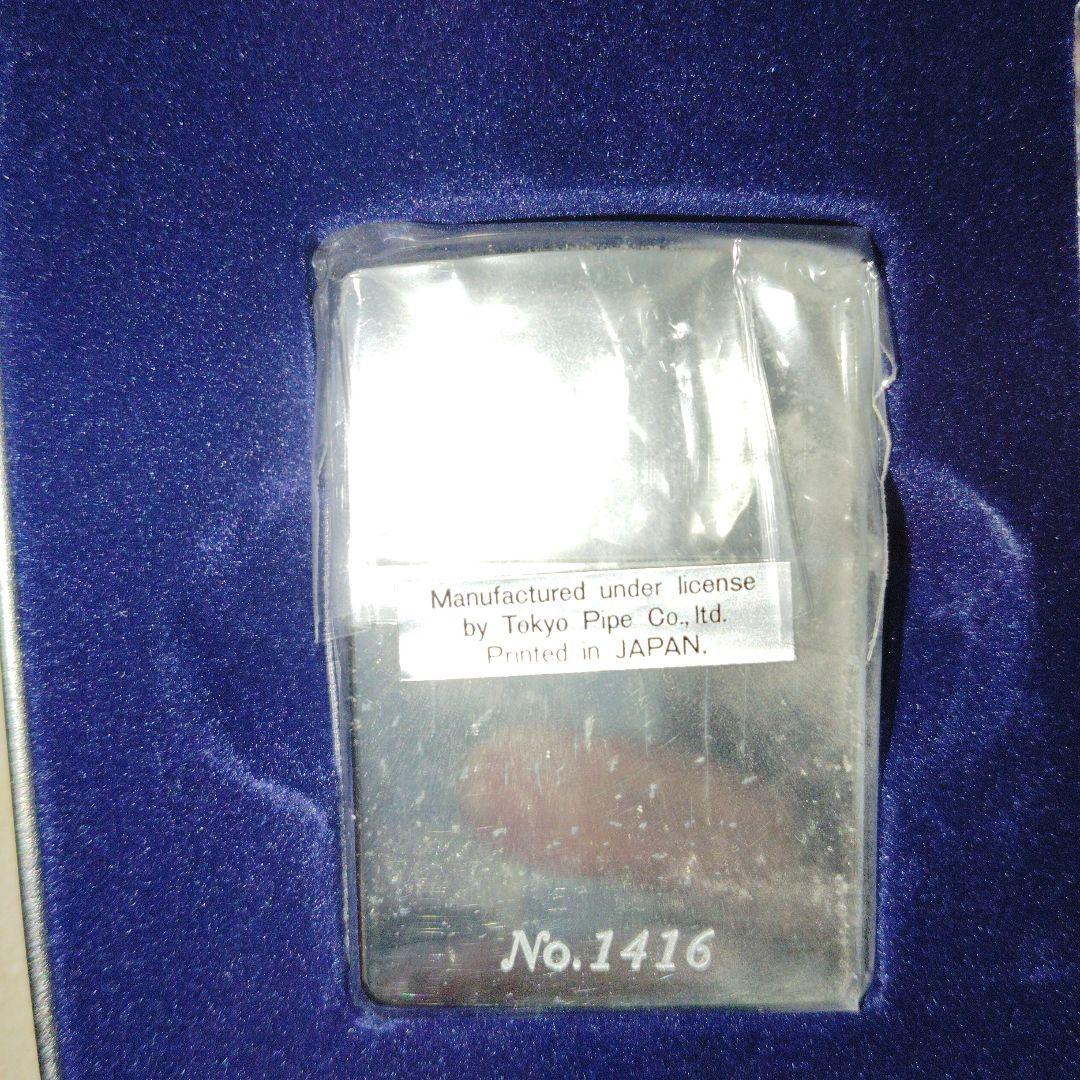 Manufactured under license
by Tokyo Pipe Co., ltd.
Printed in JAPAN.
No.1416